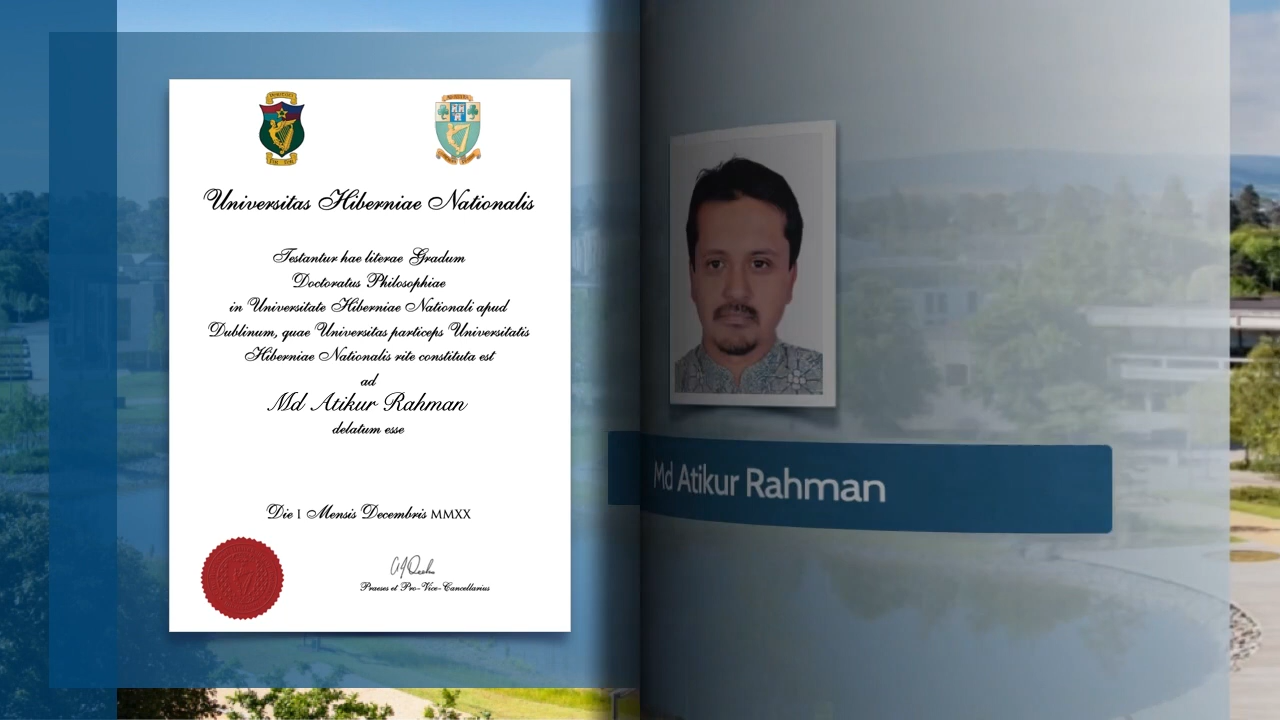 Universitas Hiberniae Nationalis
Testantur hae literae Gradum
Doctoratus Philosophiae
in Universitate Hiberniae Nationali apud
Dublinum, quae Universitas particeps Universitatis
Hiberniae Nationalis rite constituta est
ad
Md Atikur Rahman
delatum esse
Die I Mensis Decembris MMXX
Praeses et Pro-Vice-Cancellarius
Md Atikur Rahman